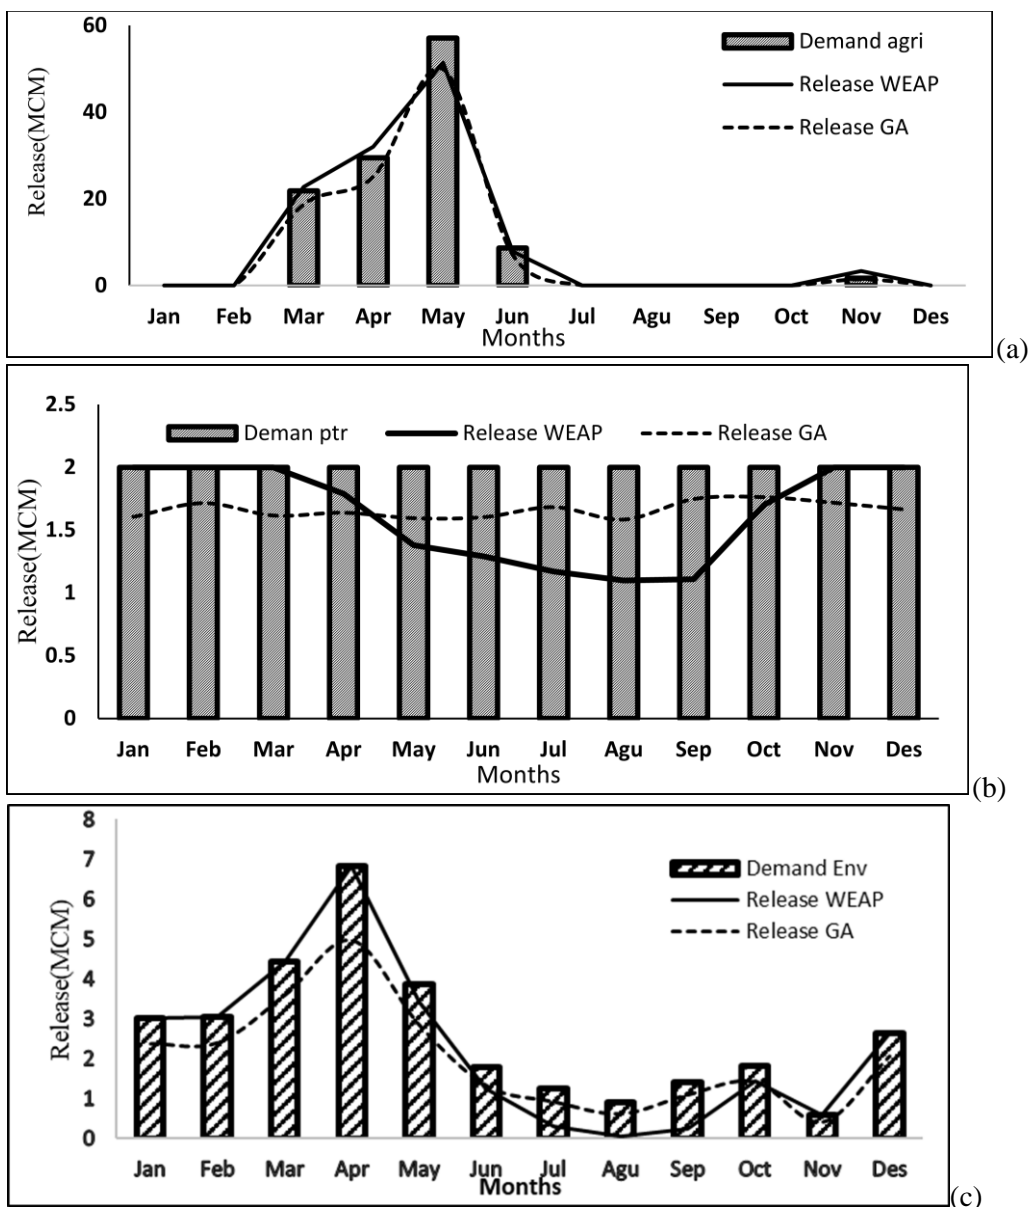 60
40
20
0
Release(MCM)
Demand agri
Release WEAP
Release GA
Jan Feb Mar Apr May Jun Jul Agu Sep Oct Nov Des
Months
(a)
2.5
2
1.5
1
0.5
0
Release(MCM)
Deman ptr Release WEAP Release GA
Jan Feb Mar Apr May Jun Jul Agu Sep Oct Nov Des
Months
(b)
8
7
6
5
4
3
2
1
0
Release(MCM)
Demand Env
Release WEAP
Release GA
Jan Feb Mar Apr May Jun Jul Agu Sep Oct Nov Des
Months
(c)